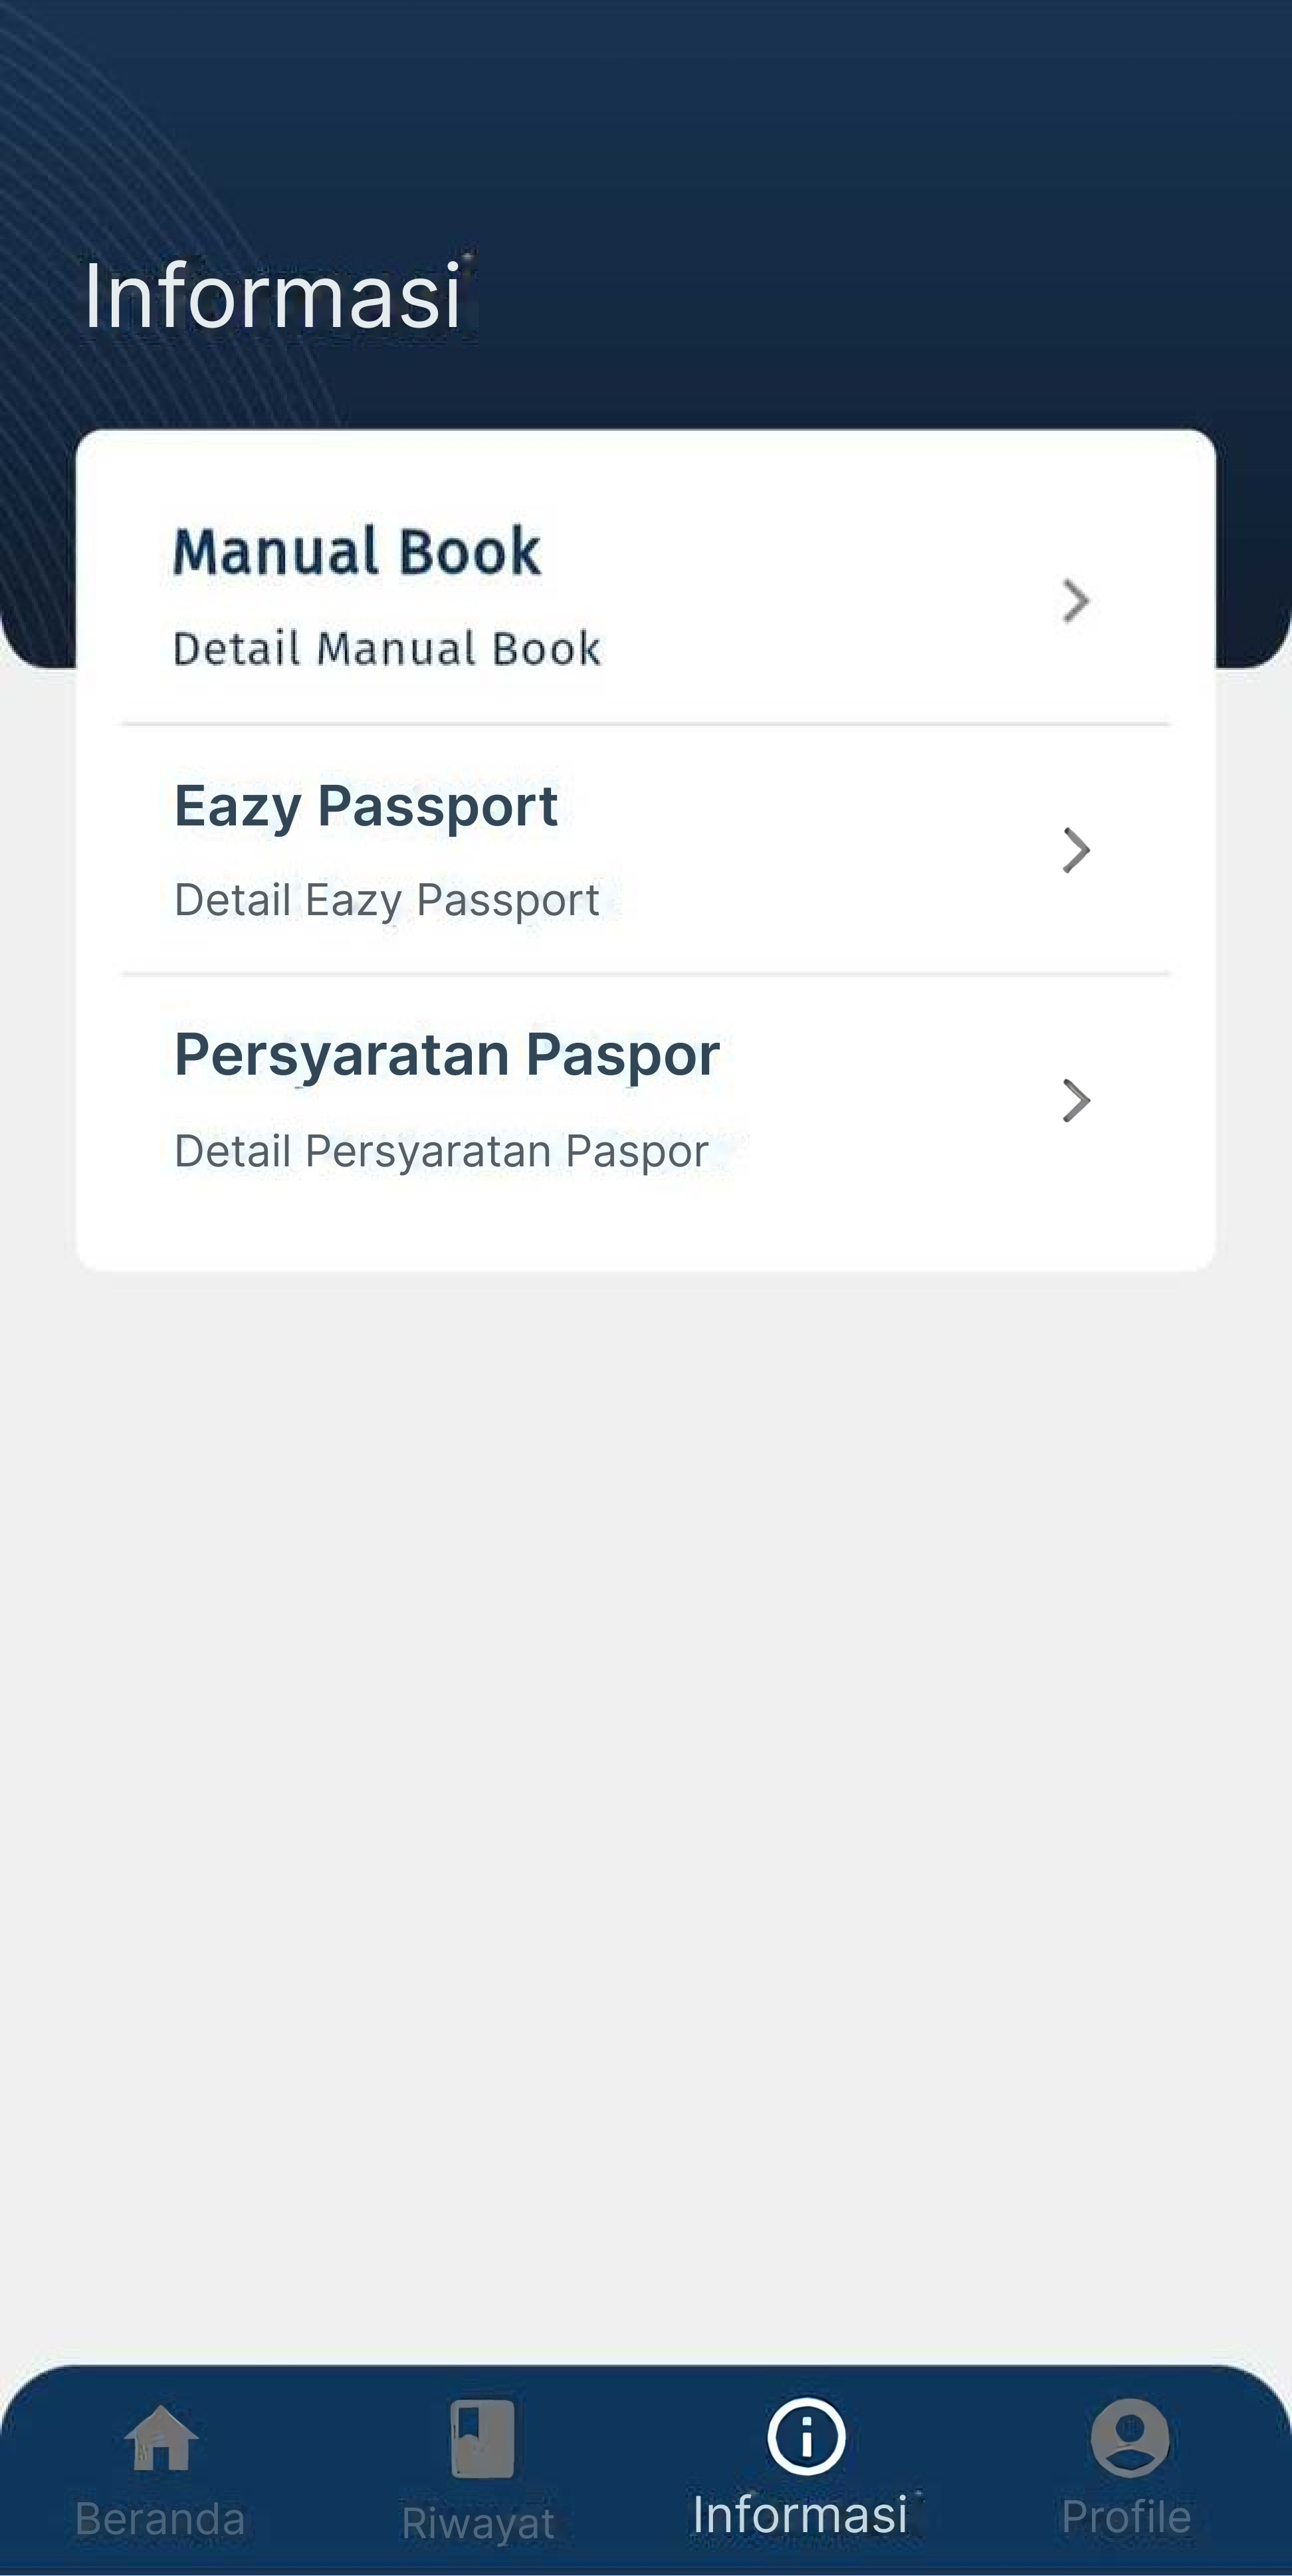 Informasi
Manual Book
Detail Manual Book
Eazy Passport
Detail Eazy Passport
Persyaratan Paspor
Detail Persyaratan Paspor
Beranda
Riwayat
Informasi
Profile